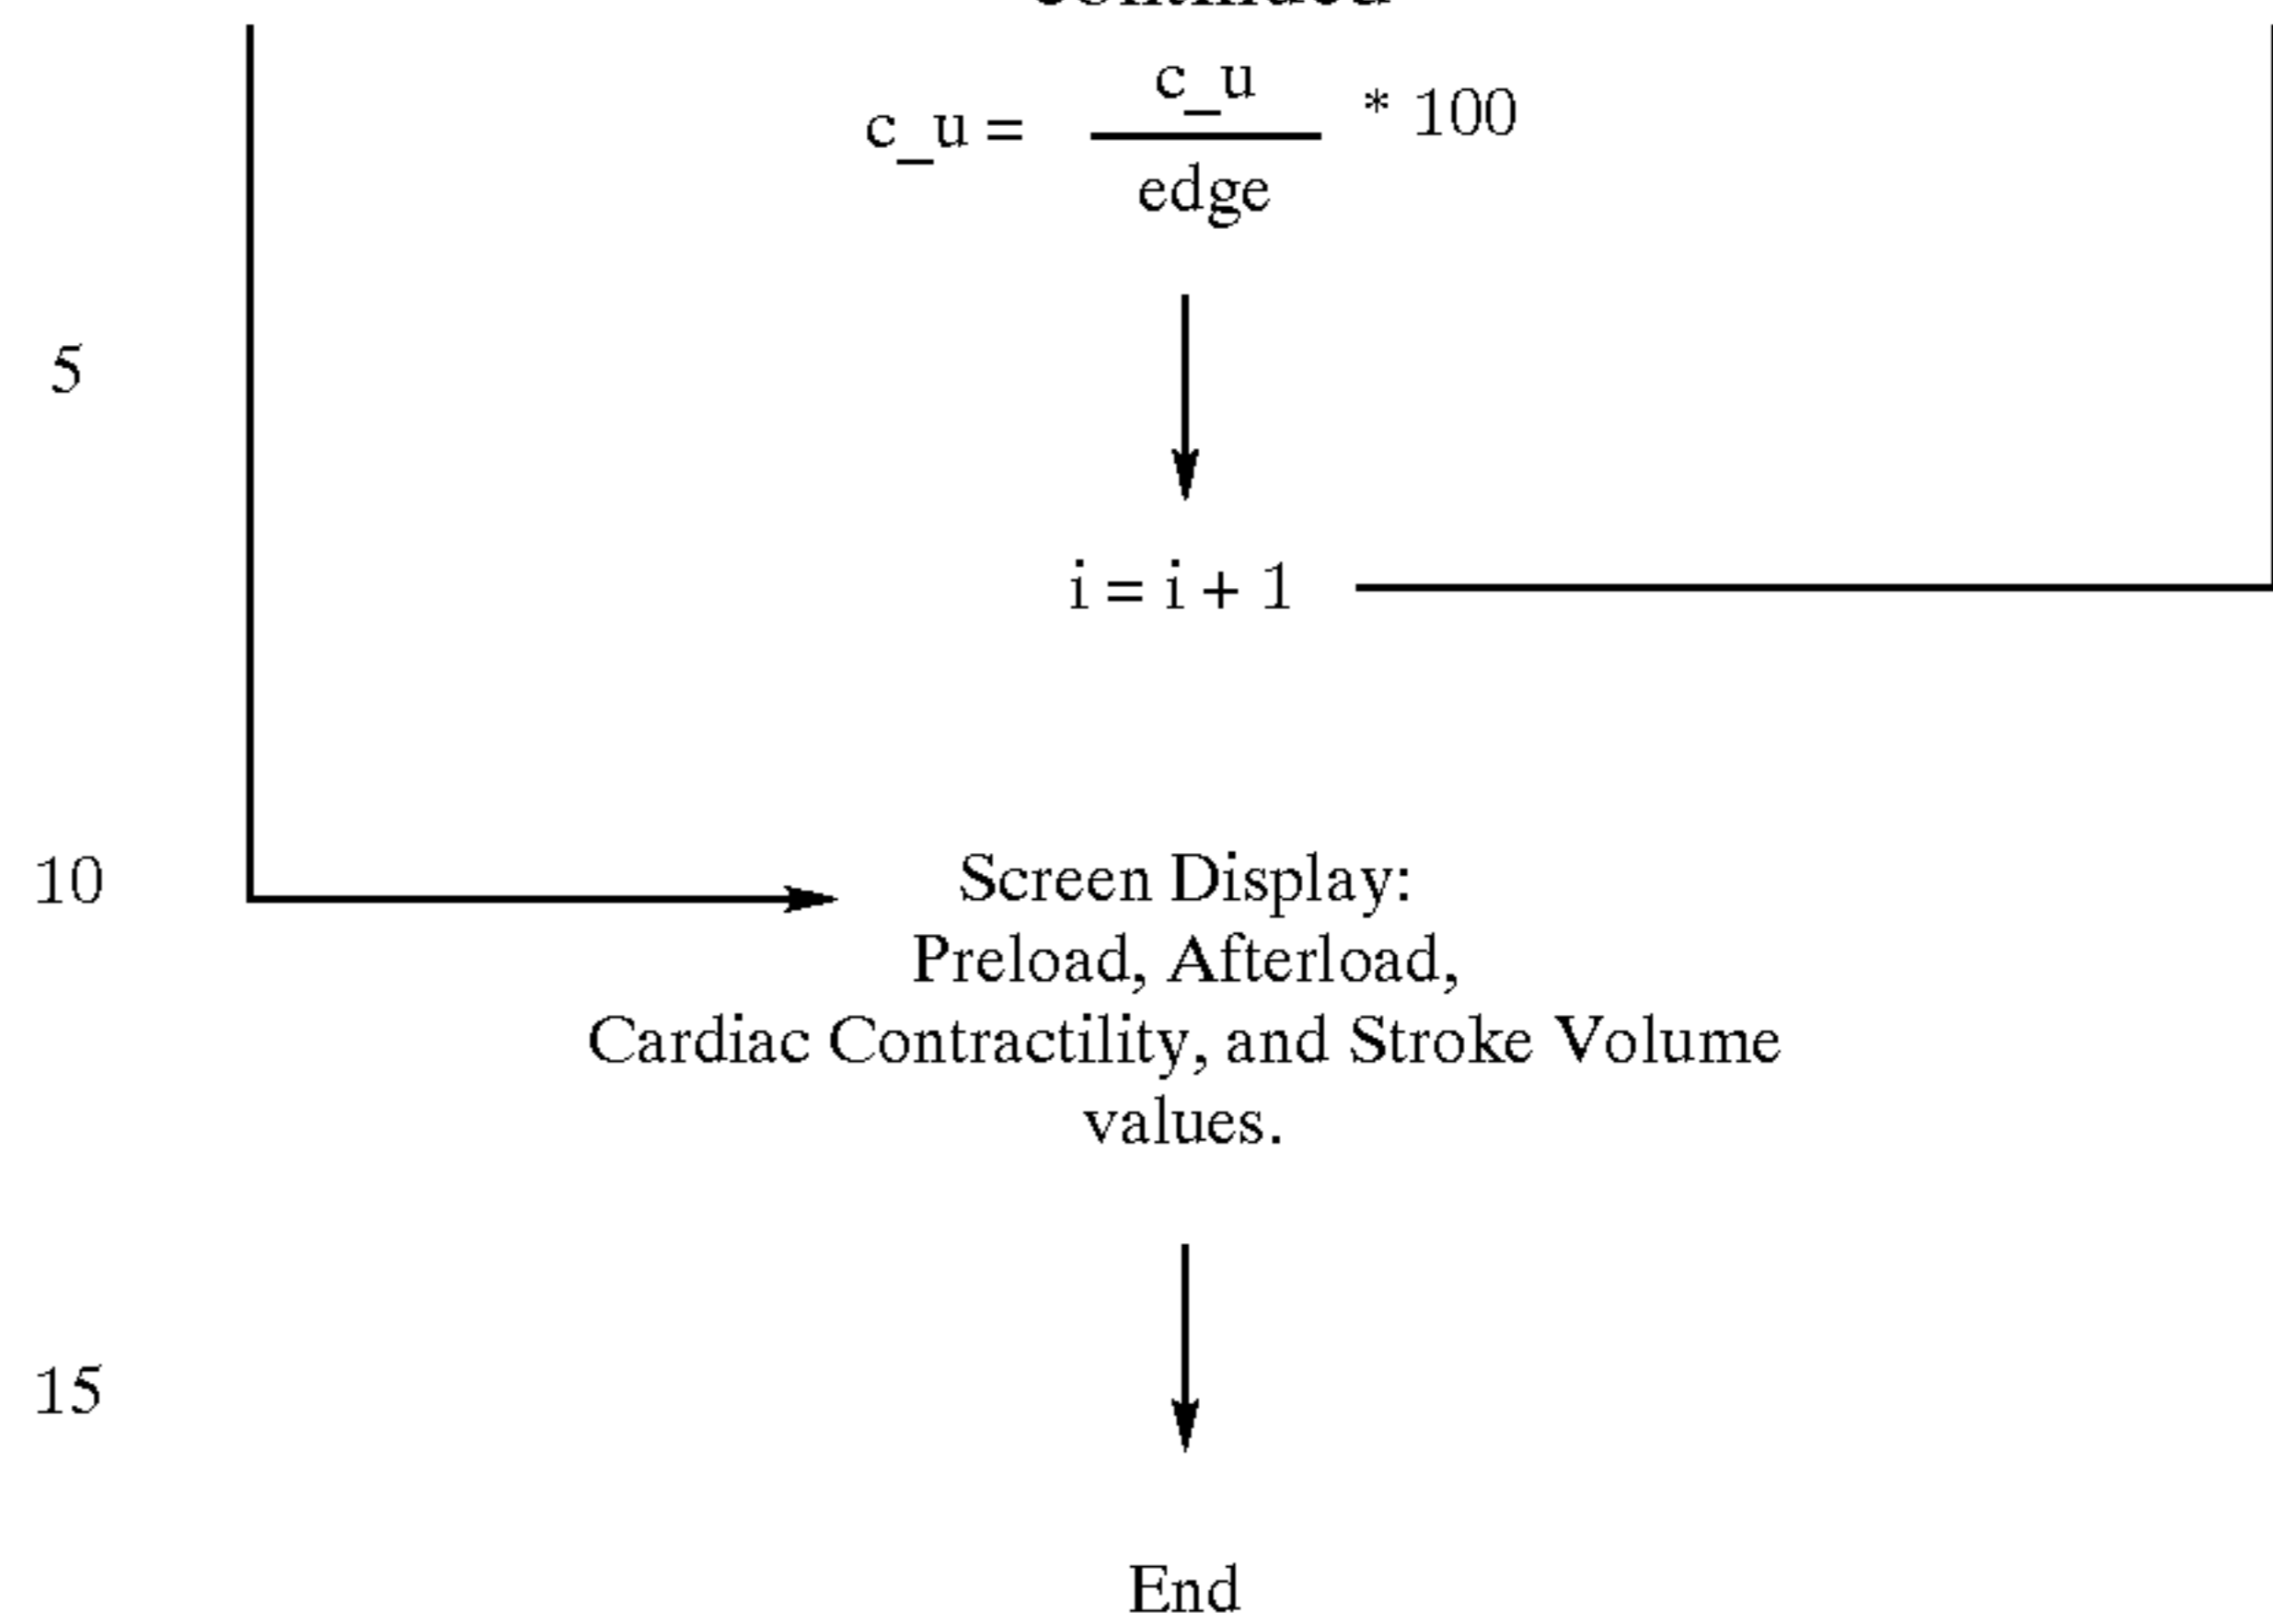 c_u = c_u / edge * 100
5
i = i + 1
10
Screen Display:
Preload, Afterload,
Cardiac Contractility, and Stroke Volume
values.
15
End